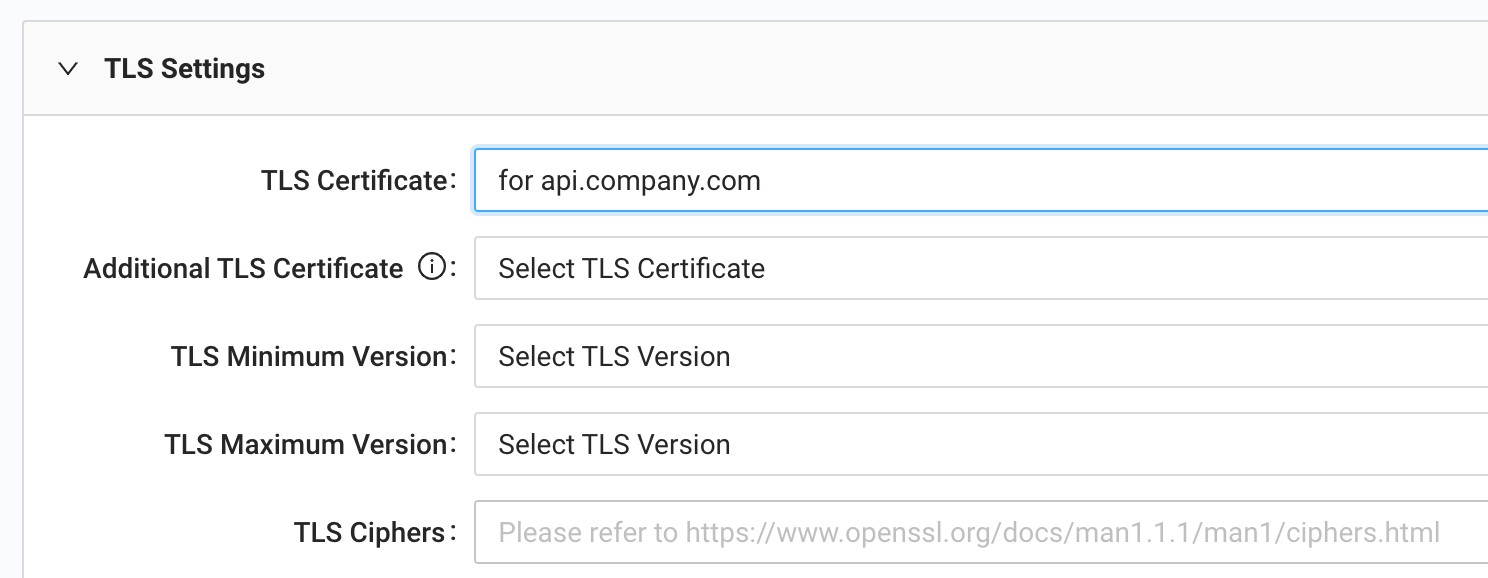 TLS Settings
TLS Certificate: for api.company.com
Additional TLS Certificate ⓘ: Select TLS Certificate
TLS Minimum Version: Select TLS Version
TLS Maximum Version: Select TLS Version
TLS Ciphers: Please refer to https://www.openssl.org/docs/man1.1.1/man1/ciphers.html